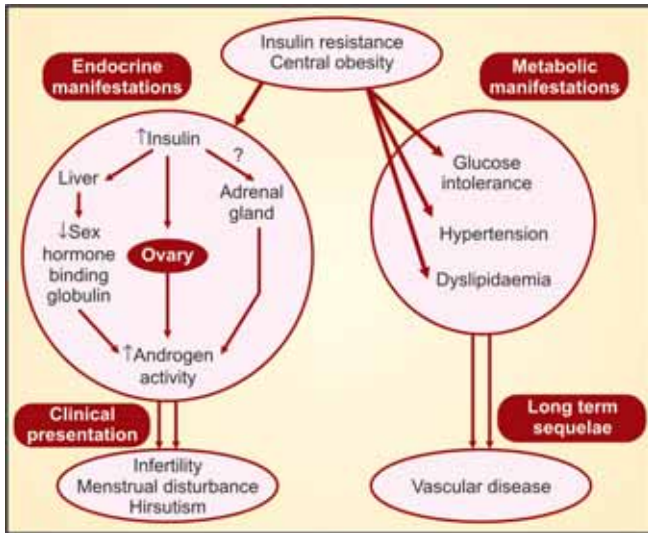 Insulin resistance
Central obesity
Endocrine
manifestations
Metabolic
manifestations
↑Insulin
?
Liver
Adrenal
gland
↓Sex
hormone
binding
globulin
Ovary
↑Androgen
activity
Glucose
intolerance
Hypertension
Dyslipidaemia
Clinical
presentation
Long term
sequelae
Infertility
Menstrual disturbance
Hirsutism
Vascular disease